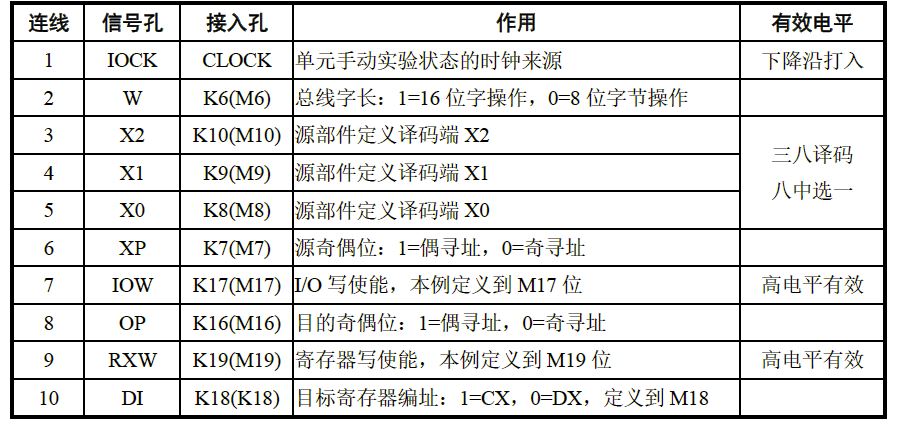 连线 信号孔 接入孔 作用 有效电平
1 IOCK CLOCK 单元手动实验状态的时钟来源 下降沿打入
2 W K6(M6) 总线字长：1=16 位字操作，0=8 位字节操作
3 X2 K10(M10) 源部件定义译码端 X2
三八译码
八中选一
4 X1 K9(M9) 源部件定义译码端 X1
5 X0 K8(M8) 源部件定义译码端 X0
6 XP K7(M7) 源奇偶位：1=偶寻址，0=奇寻址
7 IOW K17(M17) I/O 写使能，本例定义到 M17 位 高电平有效
8 OP K16(M16) 目的奇偶位：1=偶寻址，0=奇寻址
9 RXW K19(M19) 寄存器写使能，本例定义到 M19 位 高电平有效
10 DI K18(K18) 目标寄存器编址：1=CX，0=DX，定义到 M18